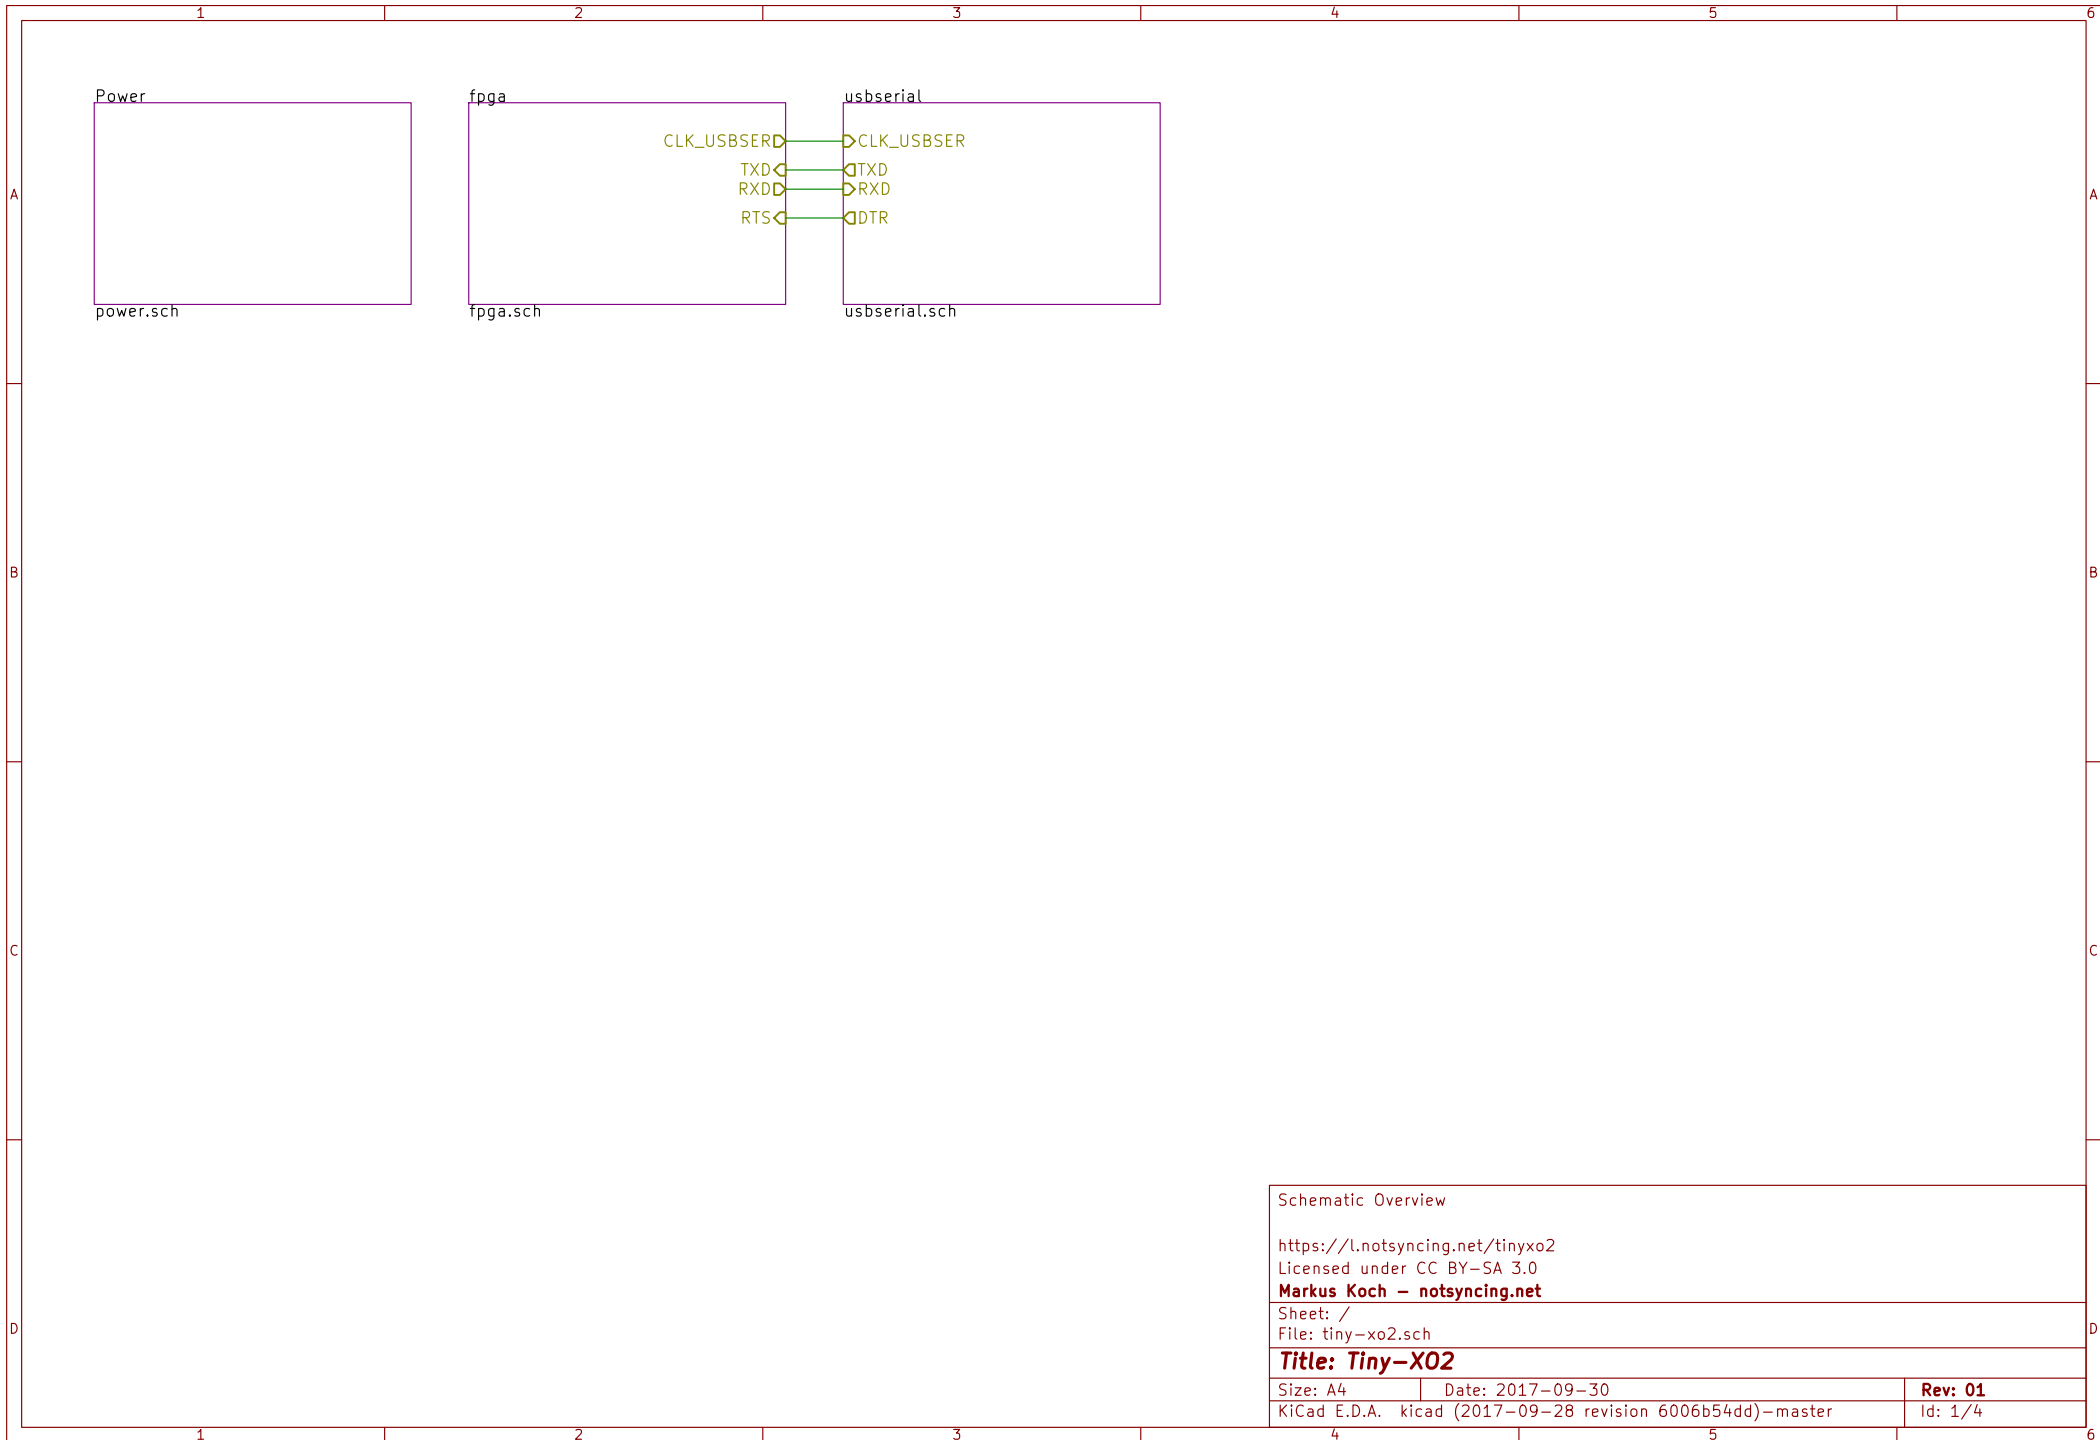 1 2 3 4 5 6
Power fpga usbserial
CLK_USBSER CLK_USBSER
TXD TXD
RXD RXD
A A
RTS DTR
power.sch fpga.sch usbserial.sch
B B
C C
Schematic Overview
https://l.notsyncing.net/tinyxo2
Licensed under CC BY-SA 3.0
Markus Koch - notsyncing.net
Sheet: /
D D
File: tiny-xo2.sch
Title: Tiny-XO2
Size: A4 Date: 2017-09-30 Rev: 01
KiCad E.D.A. kicad (2017-09-28 revision 6006b54dd)-master Id: 1/4
1 2 3 4 5 6